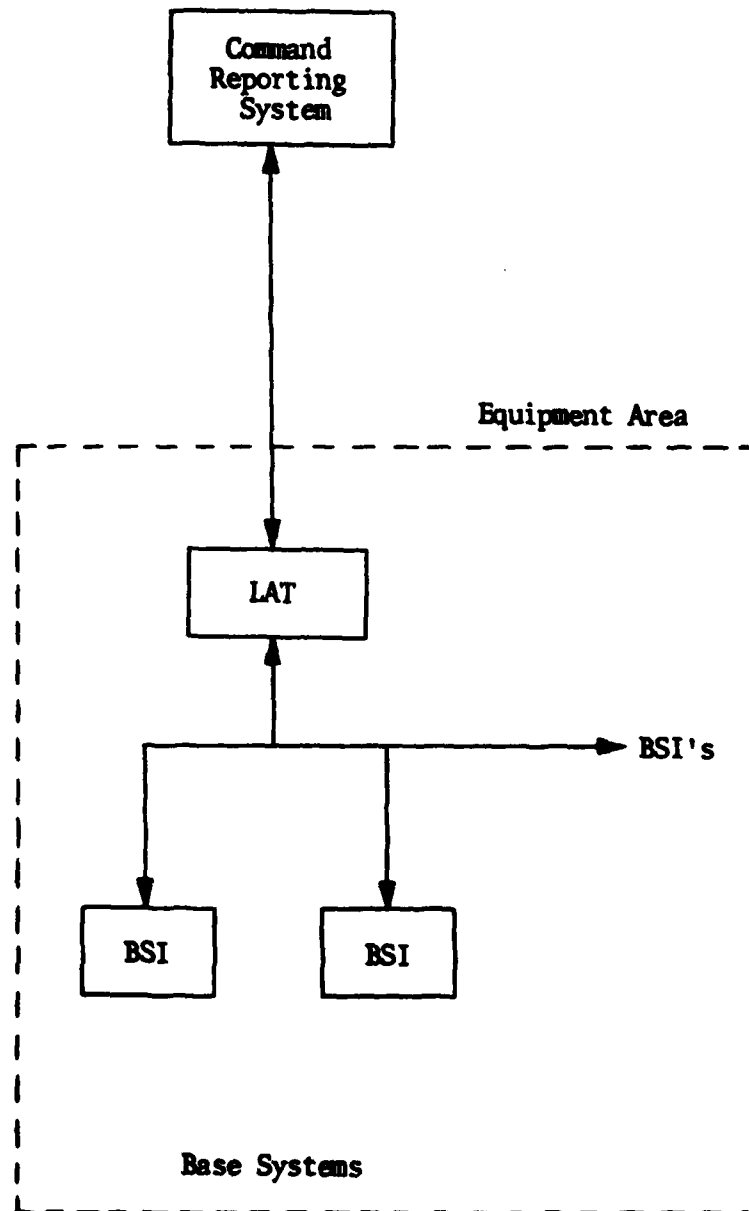 Command
Reporting
System
Equipment Area
LAT
BSI's
BSI
BSI
Base Systems